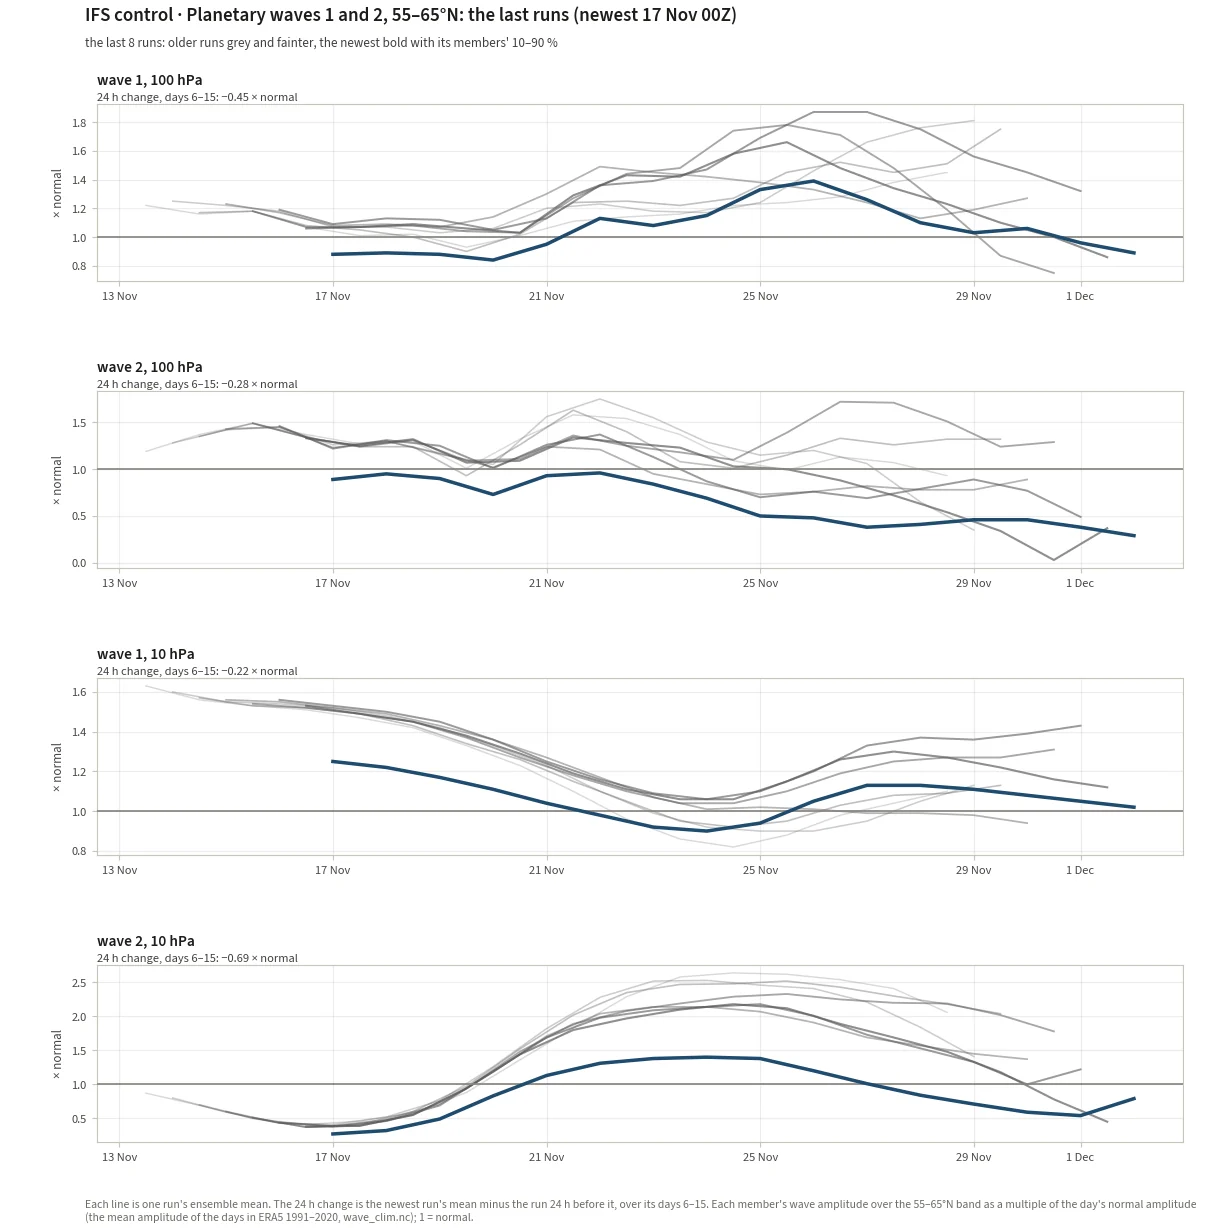 IFS control · Planetary waves 1 and 2, 55–65°N: the last runs (newest 17 Nov 00Z)
the last 8 runs: older runs grey and fainter, the newest bold with its members' 10–90 %
wave 1, 100 hPa
24 h change, days 6–15: −0.45 × normal
1.8
1.6
1.4
1.2
1.0
0.8
× normal
13 Nov 17 Nov 21 Nov 25 Nov 29 Nov 1 Dec
wave 2, 100 hPa
24 h change, days 6–15: −0.28 × normal
1.5
1.0
0.5
0.0
× normal
13 Nov 17 Nov 21 Nov 25 Nov 29 Nov 1 Dec
wave 1, 10 hPa
24 h change, days 6–15: −0.22 × normal
1.6
1.4
1.2
1.0
0.8
× normal
13 Nov 17 Nov 21 Nov 25 Nov 29 Nov 1 Dec
wave 2, 10 hPa
24 h change, days 6–15: −0.69 × normal
2.5
2.0
1.5
1.0
0.5
× normal
13 Nov 17 Nov 21 Nov 25 Nov 29 Nov 1 Dec
Each line is one run's ensemble mean. The 24 h change is the newest run's mean minus the run 24 h before it, over its days 6–15. Each member's wave amplitude over the 55–65°N band as a multiple of the day's normal amplitude
(the mean amplitude of the days in ERA5 1991–2020, wave_clim.nc); 1 = normal.